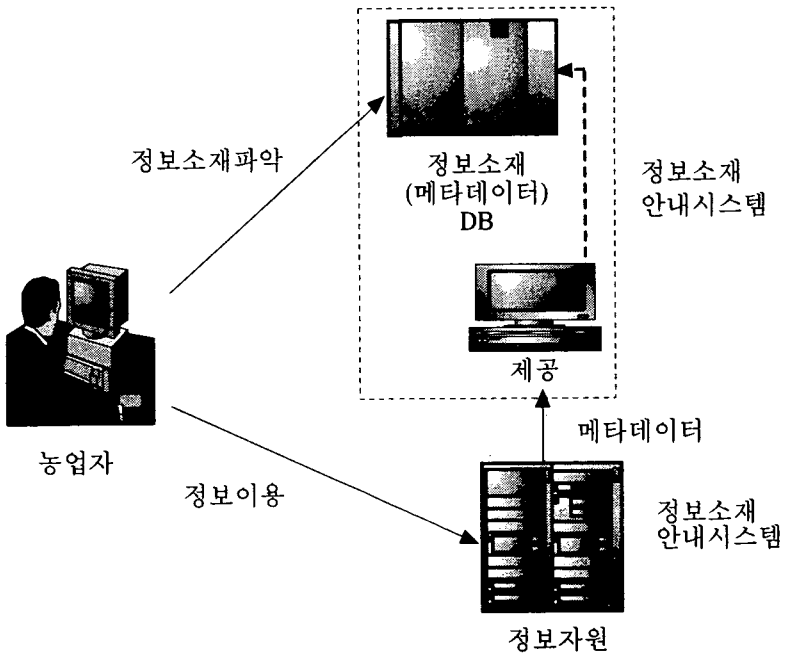 정보소재파악
정보소재
(메타데이터)
DB
정보소재
안내시스템
제공
메타데이터
농업자
정보이용
정보소재
안내시스템
정보자원